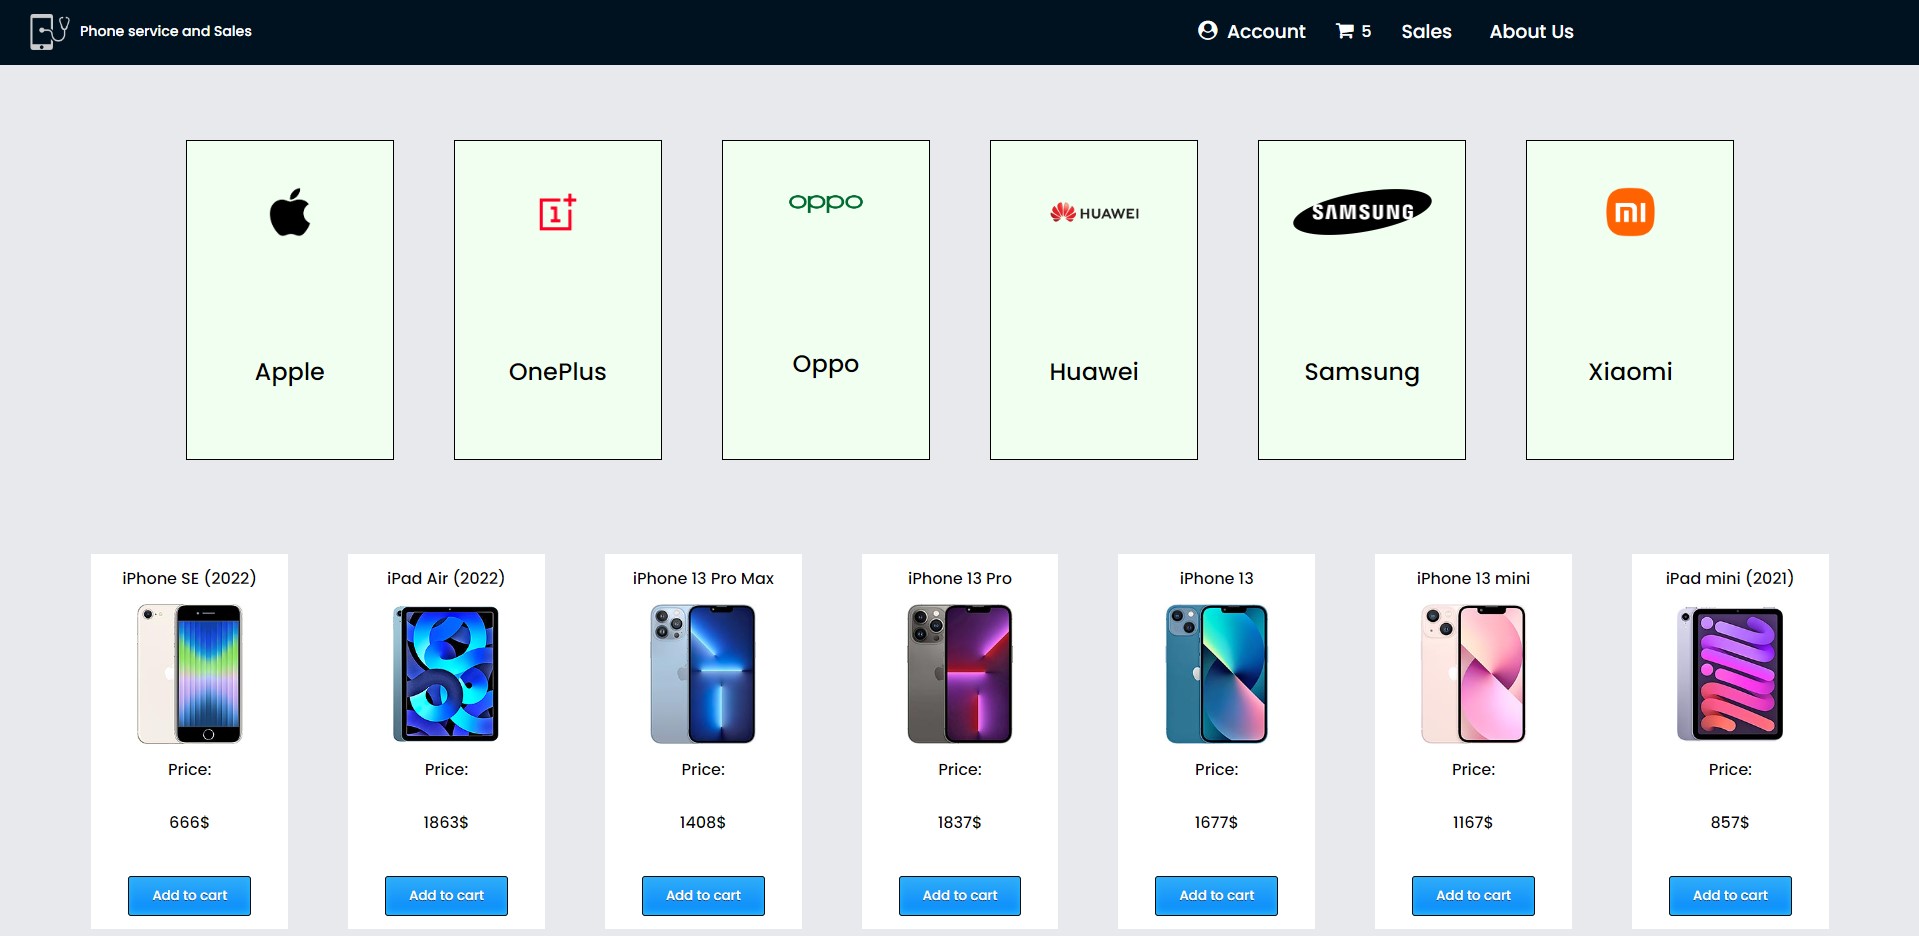 Phone service and Sales
Account 5 Sales About Us
oppo HUAWEI SAMSUNG
Apple OnePlus Oppo Huawei Samsung Xiaomi
iPhone SE (2022) iPad Air (2022) iPhone 13 Pro Max iPhone 13 Pro iPhone 13 iPhone 13 mini iPad mini (2021)
Price: Price: Price: Price: Price: Price: Price:
666$ 1863$ 1408$ 1837$ 1677$ 1167$ 857$
Add to cart Add to cart Add to cart Add to cart Add to cart Add to cart Add to cart